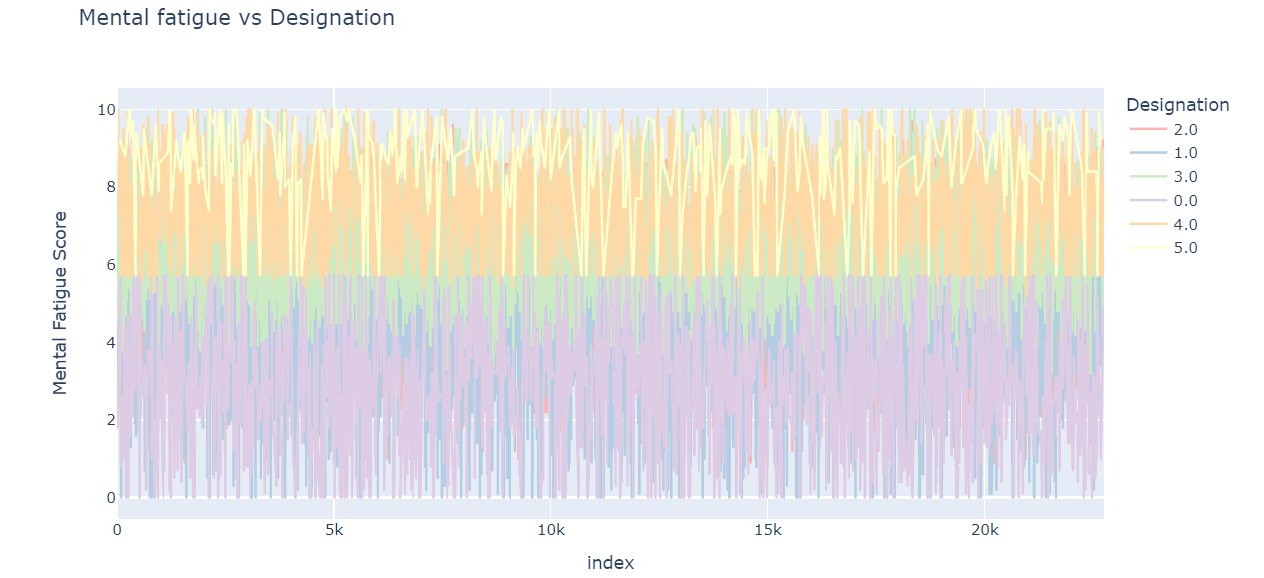 Mental fatigue vs Designation
Mental Fatigue Score
10
8
6
4
2
0
0
5k
10k
15k
20k
index
Designation
2.0
1.0
3.0
0.0
4.0
5.0